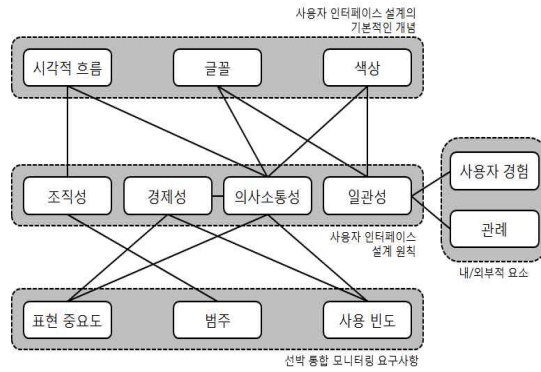 사용자 인터페이스 설계의
기본적인 개념
시각적 흐름
글꼴
색상
조직성
경제성
의사소통성
일관성
사용자 경험
관례
사용자 인터페이스
설계 원칙
내/외부적 요소
표현 중요도
범주
사용 빈도
선박 통합 모니터링 요구사항